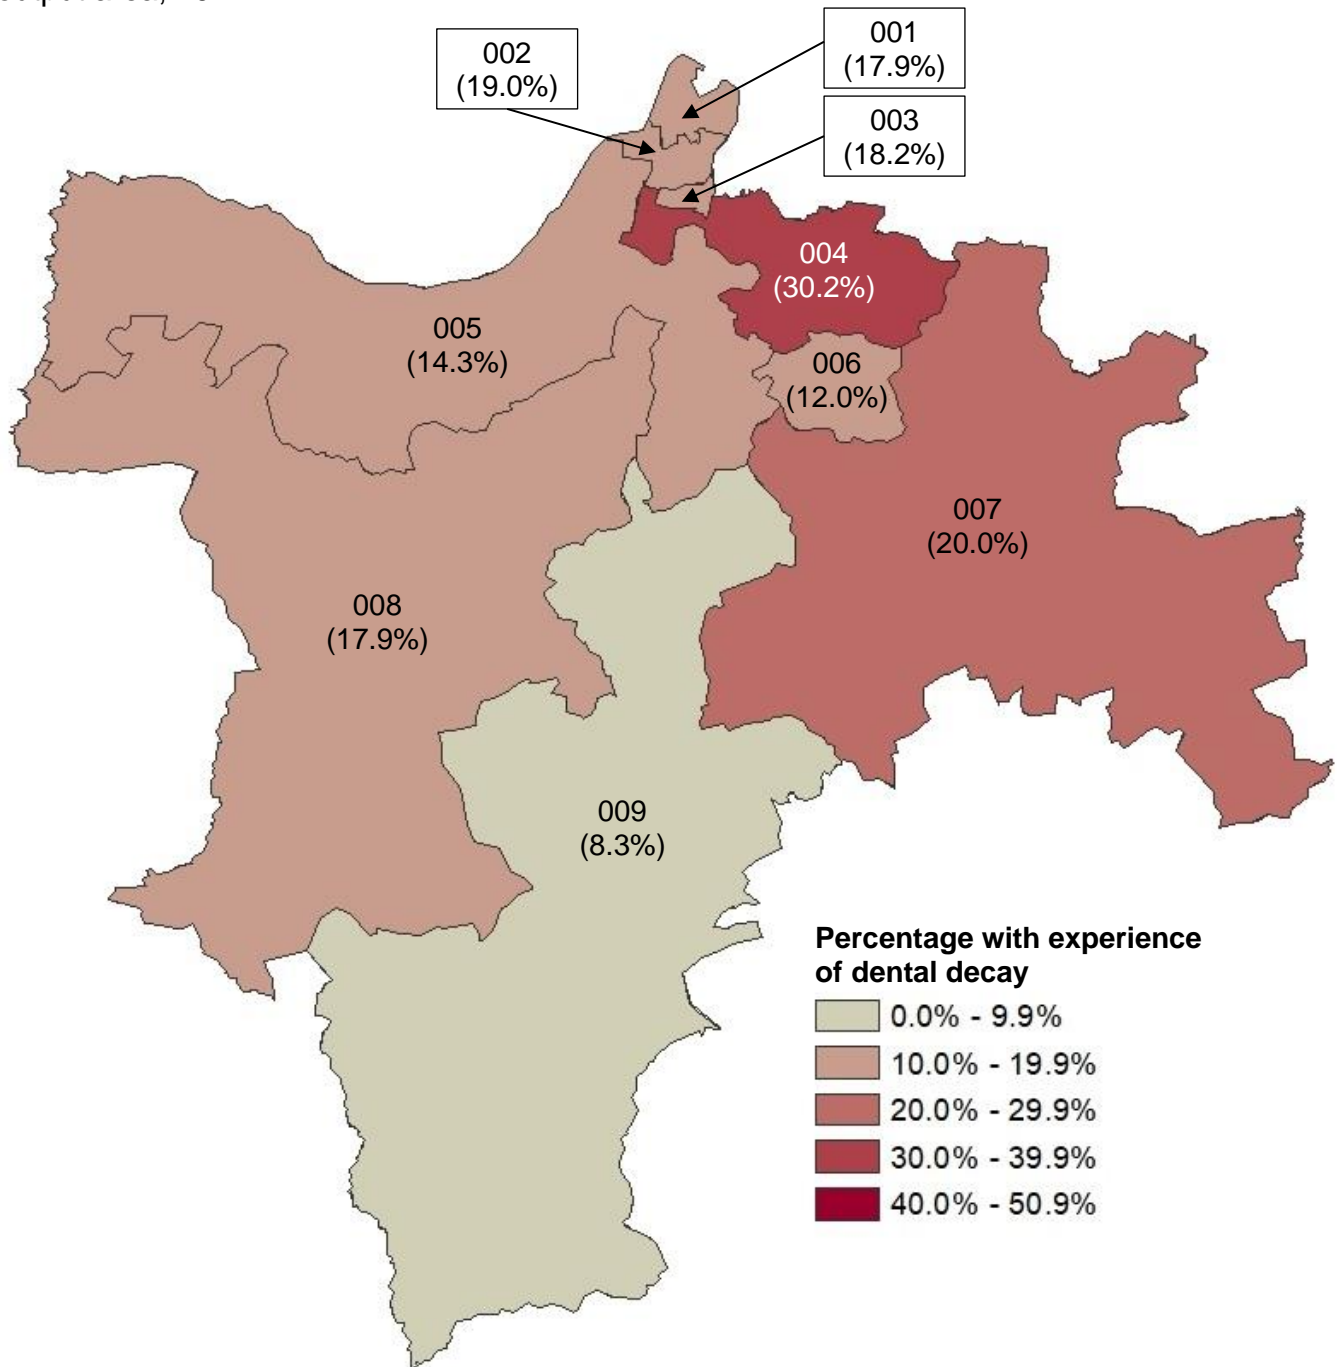 002
(19.0%)
001
(17.9%)
003
(18.2%)
004
(30.2%)
005
(14.3%)
006
(12.0%)
007
(20.0%)
008
(17.9%)
009
(8.3%)
Percentage with experience
of dental decay
0.0% - 9.9%
10.0% - 19.9%
20.0% - 29.9%
30.0% - 39.9%
40.0% - 50.9%